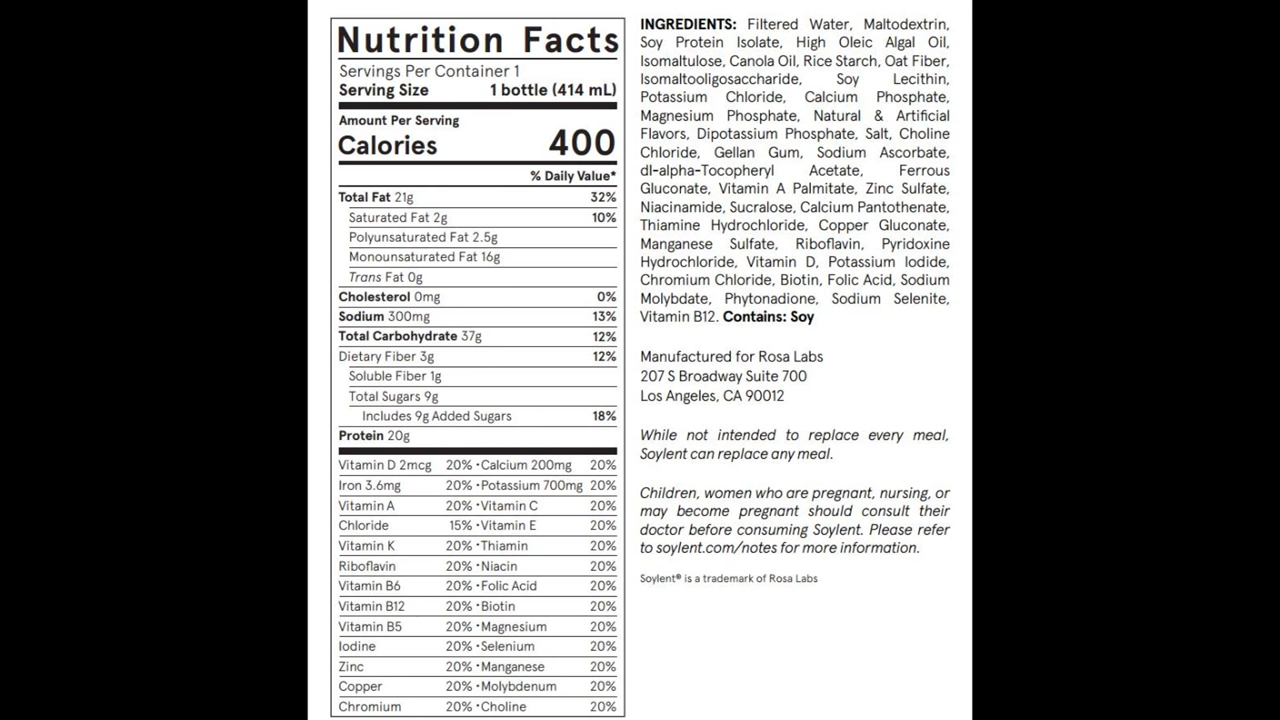 Nutrition Facts
Servings Per Container 1
Serving Size 1 bottle (414 mL)
Amount Per Serving
Calories 400
% Daily Value*
Total Fat 21g 32%
Saturated Fat 2g 10%
Polyunsaturated Fat 2.5g
Monounsaturated Fat 16g
Trans Fat 0g
Cholesterol 0mg 0%
Sodium 300mg 13%
Total Carbohydrate 37g 12%
Dietary Fiber 3g 12%
Soluble Fiber 1g
Total Sugars 9g
Includes 9g Added Sugars 18%
Protein 20g
Vitamin D 2mcg 20% • Calcium 200mg 20%
Iron 3.6mg 20% • Potassium 700mg 20%
Vitamin A 20% • Vitamin C 20%
Chloride 15% • Vitamin E 20%
Vitamin K 20% • Thiamin 20%
Riboflavin 20% • Niacin 20%
Vitamin B6 20% • Folic Acid 20%
Vitamin B12 20% • Biotin 20%
Vitamin B5 20% • Magnesium 20%
Iodine 20% • Selenium 20%
Zinc 20% • Manganese 20%
Copper 20% • Molybdenum 20%
Chromium 20% • Choline 20%
INGREDIENTS: Filtered Water, Maltodextrin,
Soy Protein Isolate, High Oleic Algal Oil,
Isomaltulose, Canola Oil, Rice Starch, Oat Fiber,
Isomaltooligosaccharide, Soy Lecithin,
Potassium Chloride, Calcium Phosphate,
Magnesium Phosphate, Natural & Artificial
Flavors, Dipotassium Phosphate, Salt, Choline
Chloride, Gellan Gum, Sodium Ascorbate,
dl-alpha-Tocopheryl Acetate, Ferrous
Gluconate, Vitamin A Palmitate, Zinc Sulfate,
Niacinamide, Sucralose, Calcium Pantothenate,
Thiamine Hydrochloride, Copper Gluconate,
Manganese Sulfate, Riboflavin, Pyridoxine
Hydrochloride, Vitamin D, Potassium Iodide,
Chromium Chloride, Biotin, Folic Acid, Sodium
Molybdate, Phytonadione, Sodium Selenite,
Vitamin B12. Contains: Soy
Manufactured for Rosa Labs
207 S Broadway Suite 700
Los Angeles, CA 90012
While not intended to replace every meal,
Soylent can replace any meal.
Children, women who are pregnant, nursing, or
may become pregnant should consult their
doctor before consuming Soylent. Please refer
to soylent.com/notes for more information.
Soylent® is a trademark of Rosa Labs